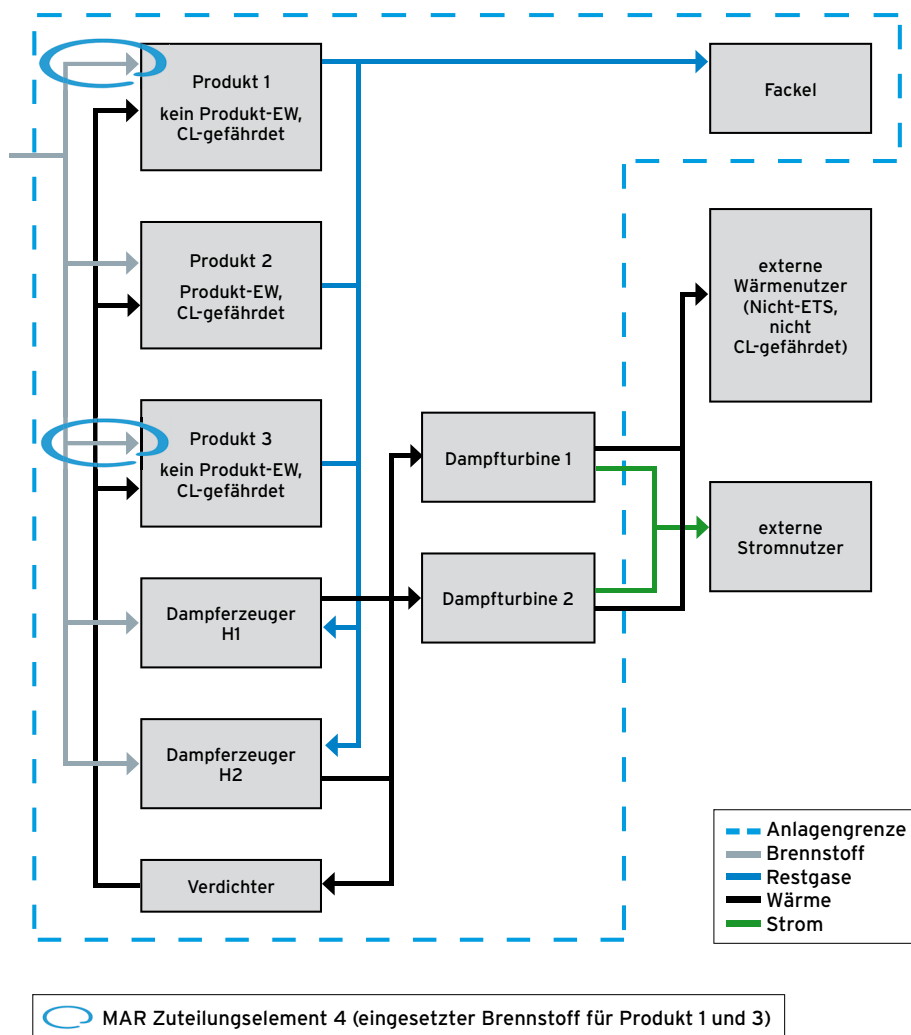 Produkt 1
kein Produkt-EW,
CL-gefährdet
Fackel
Produkt 2
Produkt-EW,
CL-gefährdet
externe
Wärmenutzer
(Nicht-ETS,
nicht
CL-gefährdet)
Produkt 3
kein Produkt-EW,
CL-gefährdet
Dampfturbine 1
externe
Stromnutzer
Dampferzeuger
H1
Dampfturbine 2
Dampferzeuger
H2
Verdichter
Anlagengrenze
Brennstoff
Restgase
Wärme
Strom
MAR Zuteilungselement 4 (eingesetzter Brennstoff für Produkt 1 und 3)